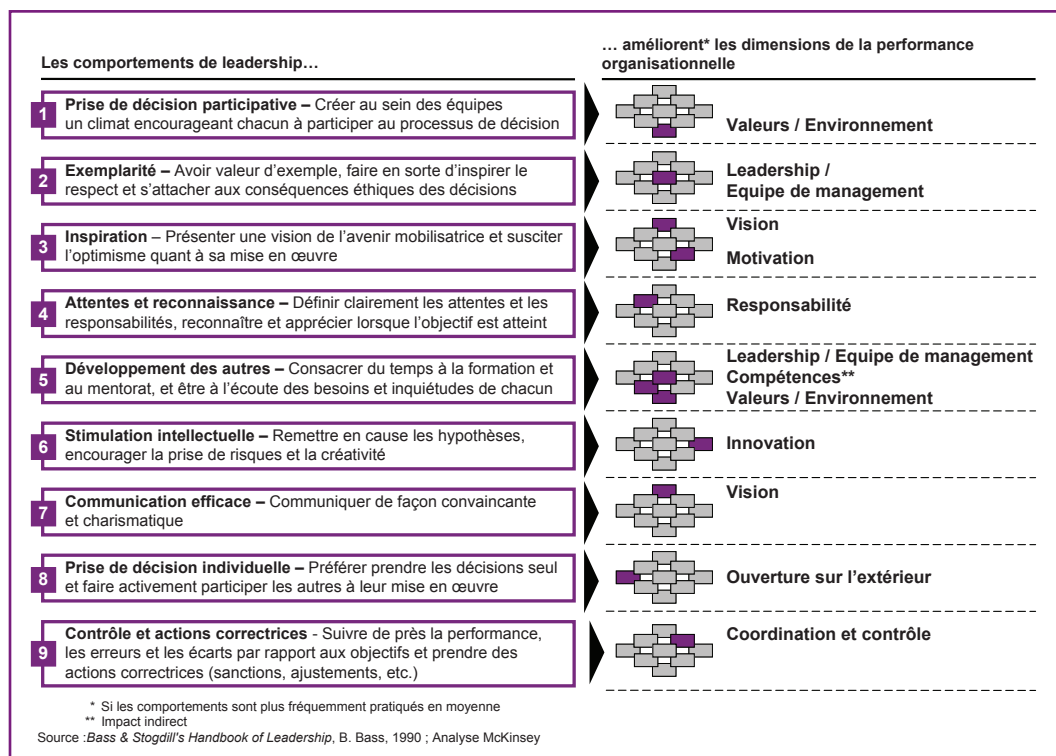 Les comportements de leadership…
… améliorent* les dimensions de la performance
organisationnelle
1
Prise de décision participative – Créer au sein des équipes
un climat encourageant chacun à participer au processus de décision
Valeurs / Environnement
2
Exemplarité – Avoir valeur d'exemple, faire en sorte d'inspirer le
respect et s'attacher aux conséquences éthiques des décisions
Leadership /
Equipe de management
3
Inspiration – Présenter une vision de l'avenir mobilisatrice et susciter
l'optimisme quant à sa mise en œuvre
Vision
Motivation
4
Attentes et reconnaissance – Définir clairement les attentes et les
responsabilités, reconnaître et apprécier lorsque l'objectif est atteint
Responsabilité
5
Développement des autres – Consacrer du temps à la formation et
au mentorat, et être à l'écoute des besoins et inquiétudes de chacun
Leadership / Equipe de management
Compétences**
Valeurs / Environnement
6
Stimulation intellectuelle – Remettre en cause les hypothèses,
encourager la prise de risques et la créativité
Innovation
7
Communication efficace – Communiquer de façon convaincante
et charismatique
Vision
8
Prise de décision individuelle – Préférer prendre les décisions seul
et faire activement participer les autres à leur mise en œuvre
Ouverture sur l'extérieur
9
Contrôle et actions correctrices - Suivre de près la performance,
les erreurs et les écarts par rapport aux objectifs et prendre des
actions correctrices (sanctions, ajustements, etc.)
Coordination et contrôle
* Si les comportements sont plus fréquemment pratiqués en moyenne
** Impact indirect
Source :Bass & Stogdill's Handbook of Leadership, B. Bass, 1990 ; Analyse McKinsey